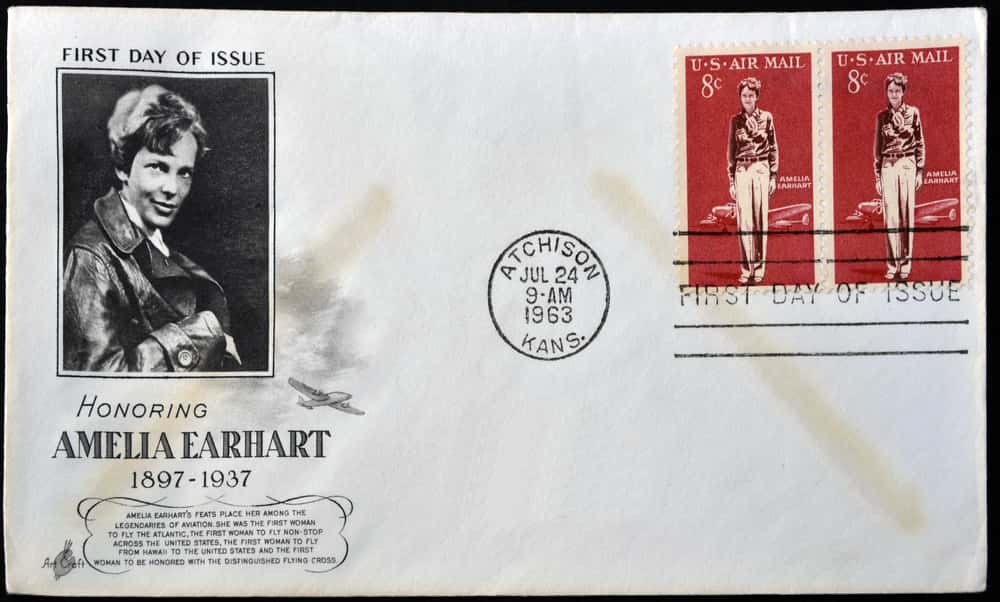 FIRST DAY OF ISSUE
HONORING
AMELIA EARHART
1897-1937
AMELIA EARHART'S FEATS PLACE HER AMONG THE
LEGENDARIES OF AVIATION. SHE WAS THE FIRST WOMAN
TO FLY THE ATLANTIC, THE FIRST WOMAN TO FLY NON-STOP
ACROSS THE UNITED STATES, THE FIRST WOMAN TO FLY
FROM HAWAII TO THE UNITED STATES AND THE FIRST
WOMAN TO BE HONORED WITH THE DISTINGUISHED FLYING CROSS.
Art Craft
ATCHISON
JUL 24
9-AM
1963
KANS.
U·S·AIR MAIL
8¢
AMELIA
EARHART
U·S·AIR MAIL
8¢
AMELIA
EARHART
FIRST DAY OF ISSUE